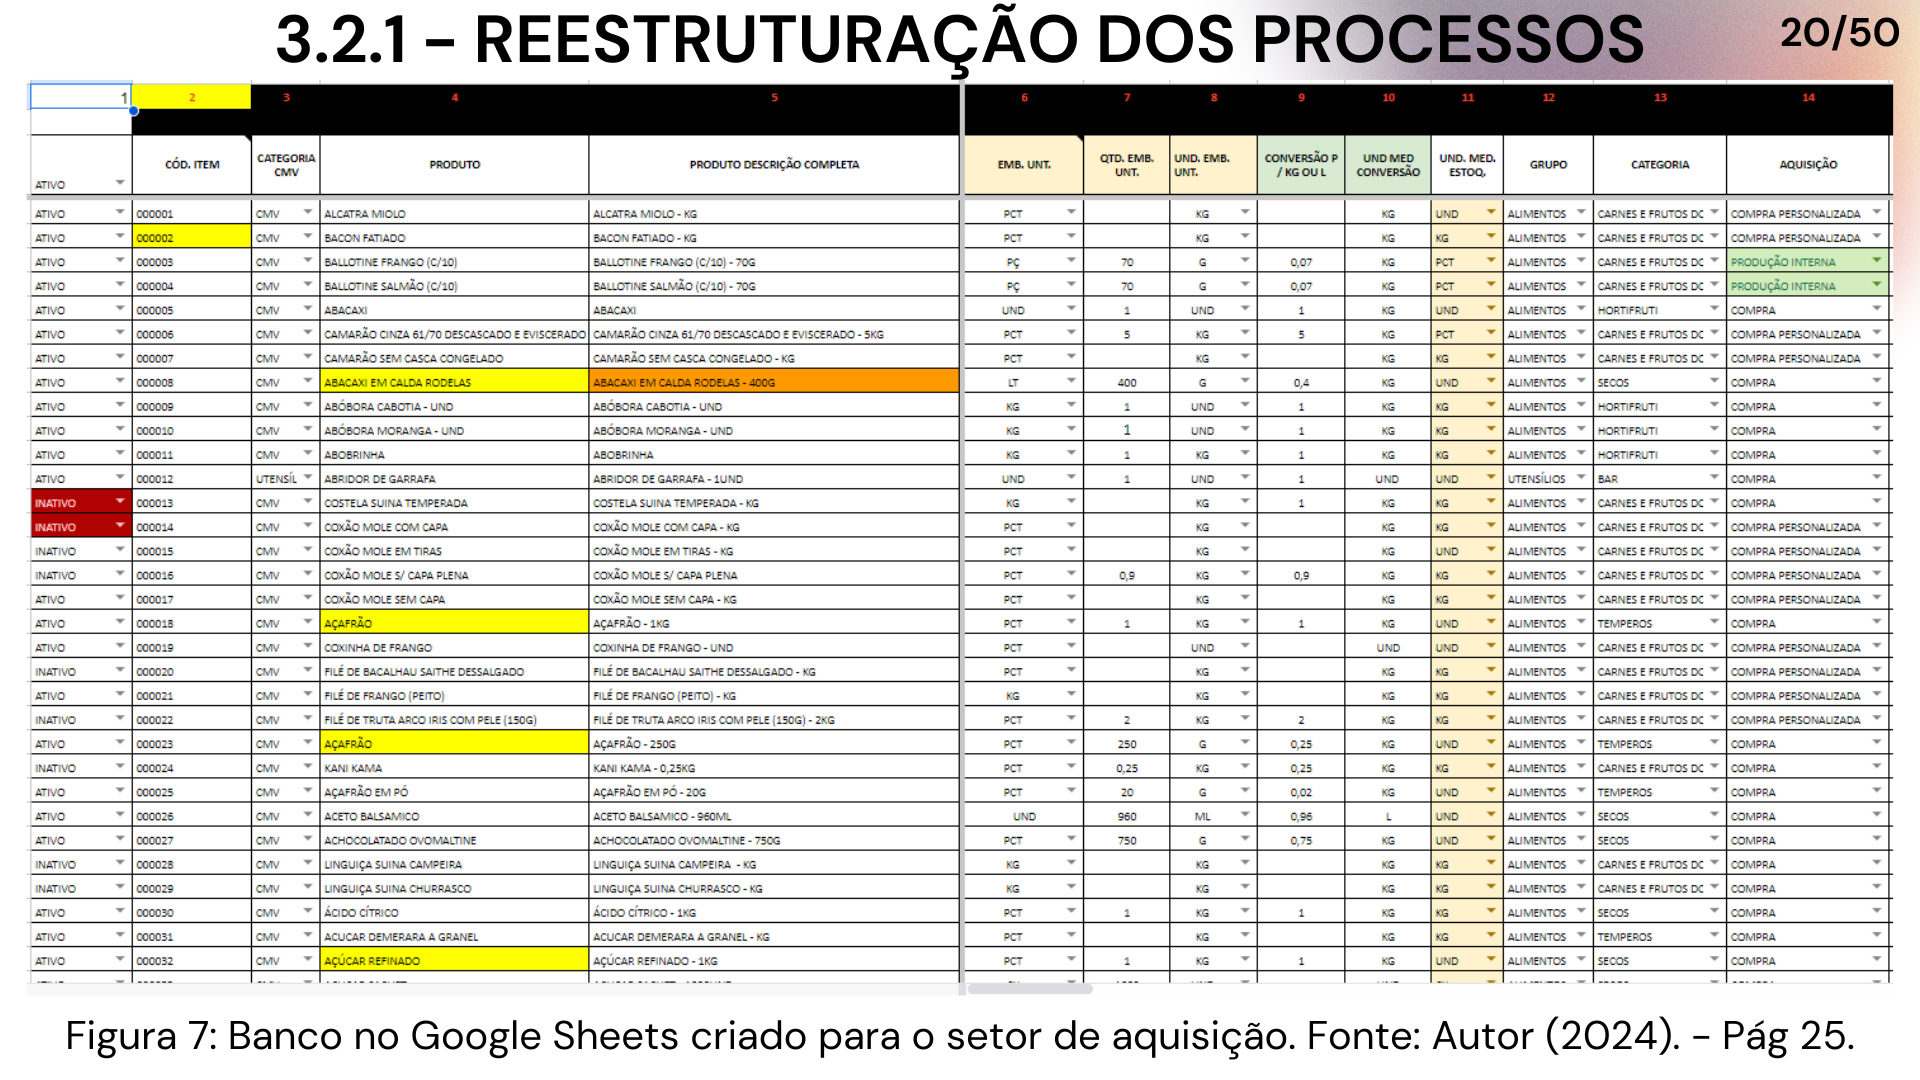 3.2.1 – REESTRUTURAÇÃO DOS PROCESSOS
20/50
1 2 3 4 5 6 7 8 9 10 11 12 13 14
ATIVO CÓD. ITEM CATEGORIA CMV PRODUTO PRODUTO DESCRIÇÃO COMPLETA EMB. UNT. QTD. EMB. UNT. UND. EMB. UNT. CONVERSÃO P / KG OU L UND MED CONVERSÃO UND. MED. ESTOQ. GRUPO CATEGORIA AQUISIÇÃO
ATIVO 000001 CMV ALCATRA MIOLO ALCATRA MIOLO - KG PCT KG KG UND ALIMENTOS CARNES E FRUTOS DC COMPRA PERSONALIZADA
ATIVO 000002 CMV BACON FATIADO BACON FATIADO - KG PCT KG KG KG ALIMENTOS CARNES E FRUTOS DC COMPRA PERSONALIZADA
ATIVO 000003 CMV BALLOTINE FRANGO (C/10) BALLOTINE FRANGO (C/10) - 70G PÇ 70 G 0,07 KG PCT ALIMENTOS CARNES E FRUTOS DC PRODUÇÃO INTERNA
ATIVO 000004 CMV BALLOTINE SALMÃO (C/10) BALLOTINE SALMÃO (C/10) - 70G PÇ 70 G 0,07 KG PCT ALIMENTOS CARNES E FRUTOS DC PRODUÇÃO INTERNA
ATIVO 000005 CMV ABACAXI ABACAXI UND 1 UND 1 KG UND ALIMENTOS HORTIFRUTI COMPRA
ATIVO 000006 CMV CAMARÃO CINZA 61/70 DESCASCADO E EVISCERADO CAMARÃO CINZA 61/70 DESCASCADO E EVISCERADO - 5KG PCT 5 KG 5 KG PCT ALIMENTOS CARNES E FRUTOS DC COMPRA PERSONALIZADA
ATIVO 000007 CMV CAMARÃO SEM CASCA CONGELADO CAMARÃO SEM CASCA CONGELADO - KG PCT KG KG KG ALIMENTOS CARNES E FRUTOS DC COMPRA PERSONALIZADA
ATIVO 000008 CMV ABACAXI EM CALDA RODELAS ABACAXI EM CALDA RODELAS - 400G LT 400 G 0,4 KG UND ALIMENTOS SECOS COMPRA
ATIVO 000009 CMV ABÓBORA CABOTIA - UND ABÓBORA CABOTIA - UND KG 1 UND 1 KG KG ALIMENTOS HORTIFRUTI COMPRA
ATIVO 000010 CMV ABÓBORA MORANGA - UND ABÓBORA MORANGA - UND KG 1 UND 1 KG KG ALIMENTOS HORTIFRUTI COMPRA
ATIVO 000011 CMV ABOBRINHA ABOBRINHA KG 1 KG 1 KG KG ALIMENTOS HORTIFRUTI COMPRA
ATIVO 000012 UTENSÍL ABRIDOR DE GARRAFA ABRIDOR DE GARRAFA - 1UND UND 1 UND 1 UND UND UTENSÍLIOS BAR COMPRA
INATIVO 000013 CMV COSTELA SUINA TEMPERADA COSTELA SUINA TEMPERADA - KG KG KG 1 KG KG ALIMENTOS CARNES E FRUTOS DC COMPRA
INATIVO 000014 CMV COXÃO MOLE COM CAPA COXÃO MOLE COM CAPA - KG PCT KG KG KG ALIMENTOS CARNES E FRUTOS DC COMPRA PERSONALIZADA
INATIVO 000015 CMV COXÃO MOLE EM TIRAS COXÃO MOLE EM TIRAS - KG PCT KG KG UND ALIMENTOS CARNES E FRUTOS DC COMPRA PERSONALIZADA
INATIVO 000016 CMV COXÃO MOLE S/ CAPA PLENA COXÃO MOLE S/ CAPA PLENA PCT 0,9 KG 0,9 KG KG ALIMENTOS CARNES E FRUTOS DC COMPRA PERSONALIZADA
ATIVO 000017 CMV COXÃO MOLE SEM CAPA COXÃO MOLE SEM CAPA - KG PCT KG KG KG ALIMENTOS CARNES E FRUTOS DC COMPRA PERSONALIZADA
ATIVO 000018 CMV AÇAFRÃO AÇAFRÃO - 1KG PCT 1 KG 1 KG UND ALIMENTOS TEMPEROS COMPRA
ATIVO 000019 CMV COXINHA DE FRANGO COXINHA DE FRANGO - UND PCT UND UND UND ALIMENTOS CARNES E FRUTOS DC COMPRA PERSONALIZADA
INATIVO 000020 CMV FILÉ DE BACALHAU SAITHE DESSALGADO FILÉ DE BACALHAU SAITHE DESSALGADO - KG PCT KG KG KG ALIMENTOS CARNES E FRUTOS DC COMPRA PERSONALIZADA
ATIVO 000021 CMV FILÉ DE FRANGO (PEITO) FILÉ DE FRANGO (PEITO) - KG KG KG KG KG ALIMENTOS CARNES E FRUTOS DC COMPRA PERSONALIZADA
INATIVO 000022 CMV FILÉ DE TRUTA ARCO IRIS COM PELE (150G) FILÉ DE TRUTA ARCO IRIS COM PELE (150G) - 2KG PCT 2 KG 2 KG KG ALIMENTOS CARNES E FRUTOS DC COMPRA PERSONALIZADA
ATIVO 000023 CMV AÇAFRÃO AÇAFRÃO - 250G PCT 250 G 0,25 KG UND ALIMENTOS TEMPEROS COMPRA
INATIVO 000024 CMV KANI KAMA KANI KAMA - 0,25KG PCT 0,25 KG 0,25 KG KG ALIMENTOS CARNES E FRUTOS DC COMPRA
ATIVO 000025 CMV AÇAFRÃO EM PÓ AÇAFRÃO EM PÓ - 20G PCT 20 G 0,02 KG UND ALIMENTOS TEMPEROS COMPRA
ATIVO 000026 CMV ACETO BALSAMICO ACETO BALSAMICO - 960ML UND 960 ML 0,96 L UND ALIMENTOS SECOS COMPRA
ATIVO 000027 CMV ACHOCOLATADO OVOMALTINE ACHOCOLATADO OVOMALTINE - 750G PCT 750 G 0,75 KG UND ALIMENTOS SECOS COMPRA
INATIVO 000028 CMV LINGUIÇA SUINA CAMPEIRA LINGUIÇA SUINA CAMPEIRA - KG KG KG KG KG ALIMENTOS CARNES E FRUTOS DC COMPRA
INATIVO 000029 CMV LINGUIÇA SUINA CHURRASCO LINGUIÇA SUINA CHURRASCO - KG KG KG KG KG ALIMENTOS CARNES E FRUTOS DC COMPRA
ATIVO 000030 CMV ÁCIDO CÍTRICO ÁCIDO CÍTRICO - 1KG PCT 1 KG 1 KG KG ALIMENTOS SECOS COMPRA
ATIVO 000031 CMV ACUCAR DEMERARA A GRANEL ACUCAR DEMERARA A GRANEL - KG PCT KG KG KG ALIMENTOS TEMPEROS COMPRA
ATIVO 000032 CMV AÇÚCAR REFINADO AÇÚCAR REFINADO - 1KG PCT 1 KG 1 KG UND ALIMENTOS SECOS COMPRA
Figura 7: Banco no Google Sheets criado para o setor de aquisição. Fonte: Autor (2024). - Pág 25.